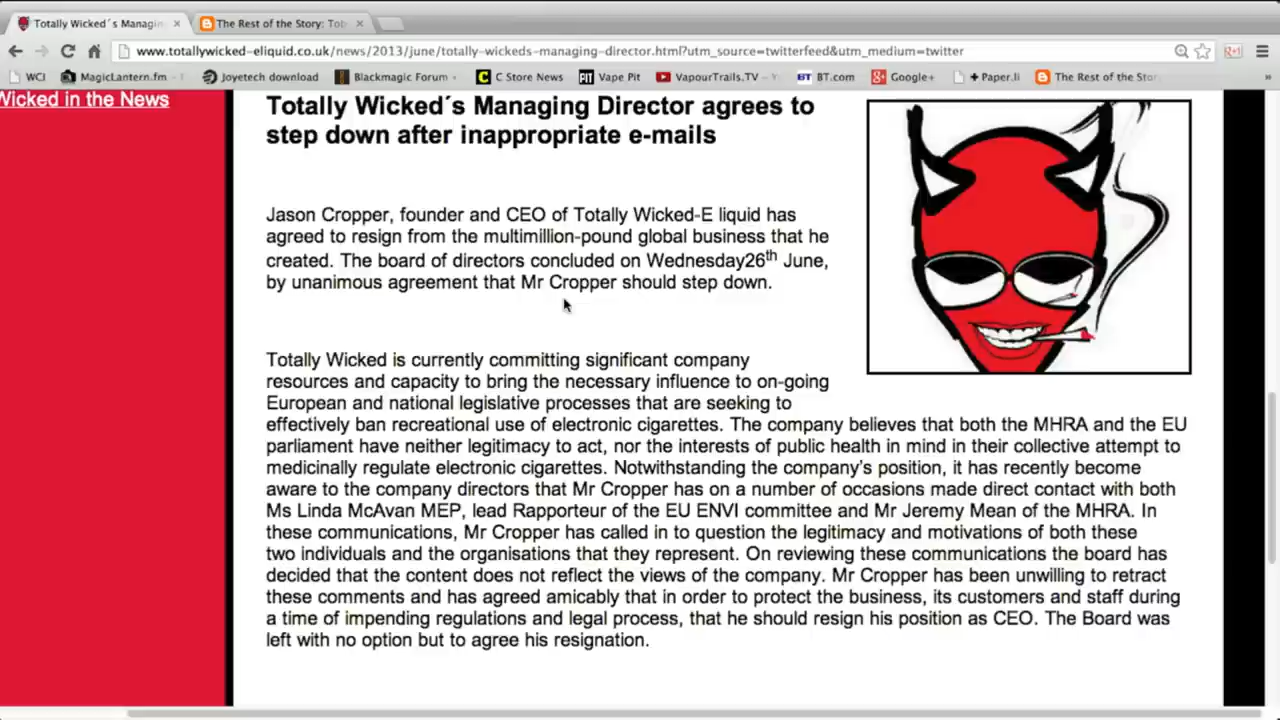 Totally Wicked´s Managin
The Rest of the Story: Tot
www.totallywicked-eliquid.co.uk/news/2013/june/totally-wickeds-managing-director.html?utm_source=twitterfeed&utm_medium=twitter
WCI MagicLantern.fm Joyetech download Blackmagic Forum C Store News Vape Pit VapourTrails.TV BT.com Google+ + Paper.li The Rest of the Stor
Wicked in the News
Totally Wicked´s Managing Director agrees to
step down after inappropriate e-mails
Jason Cropper, founder and CEO of Totally Wicked-E liquid has
agreed to resign from the multimillion-pound global business that he
created. The board of directors concluded on Wednesday26th June,
by unanimous agreement that Mr Cropper should step down.
Totally Wicked is currently committing significant company
resources and capacity to bring the necessary influence to on-going
European and national legislative processes that are seeking to
effectively ban recreational use of electronic cigarettes. The company believes that both the MHRA and the EU
parliament have neither legitimacy to act, nor the interests of public health in mind in their collective attempt to
medicinally regulate electronic cigarettes. Notwithstanding the company's position, it has recently become
aware to the company directors that Mr Cropper has on a number of occasions made direct contact with both
Ms Linda McAvan MEP, lead Rapporteur of the EU ENVI committee and Mr Jeremy Mean of the MHRA. In
these communications, Mr Cropper has called in to question the legitimacy and motivations of both these
two individuals and the organisations that they represent. On reviewing these communications the board has
decided that the content does not reflect the views of the company. Mr Cropper has been unwilling to retract
these comments and has agreed amicably that in order to protect the business, its customers and staff during
a time of impending regulations and legal process, that he should resign his position as CEO. The Board was
left with no option but to agree his resignation.